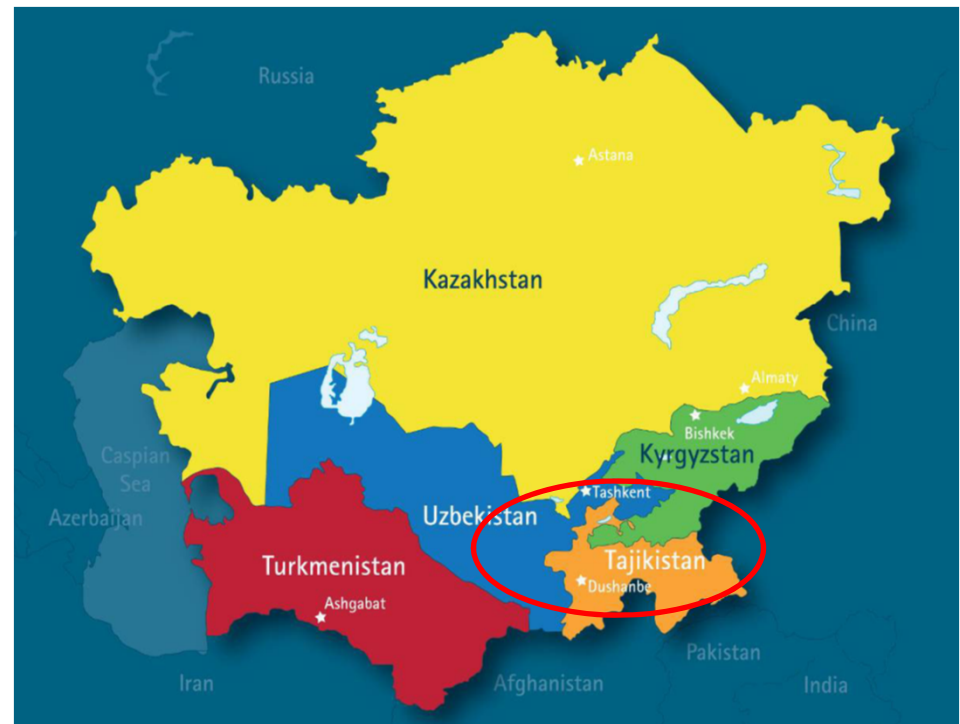 Russia
Astana
Kazakhstan
China
Almaty
Bishkek
Kyrgyzstan
Caspian
Sea
Tashkent
Azerbaijan
Uzbekistan
Turkmenistan
Tajikistan
Dushanbe
Ashgabat
Pakistan
Iran
Afghanistan
India